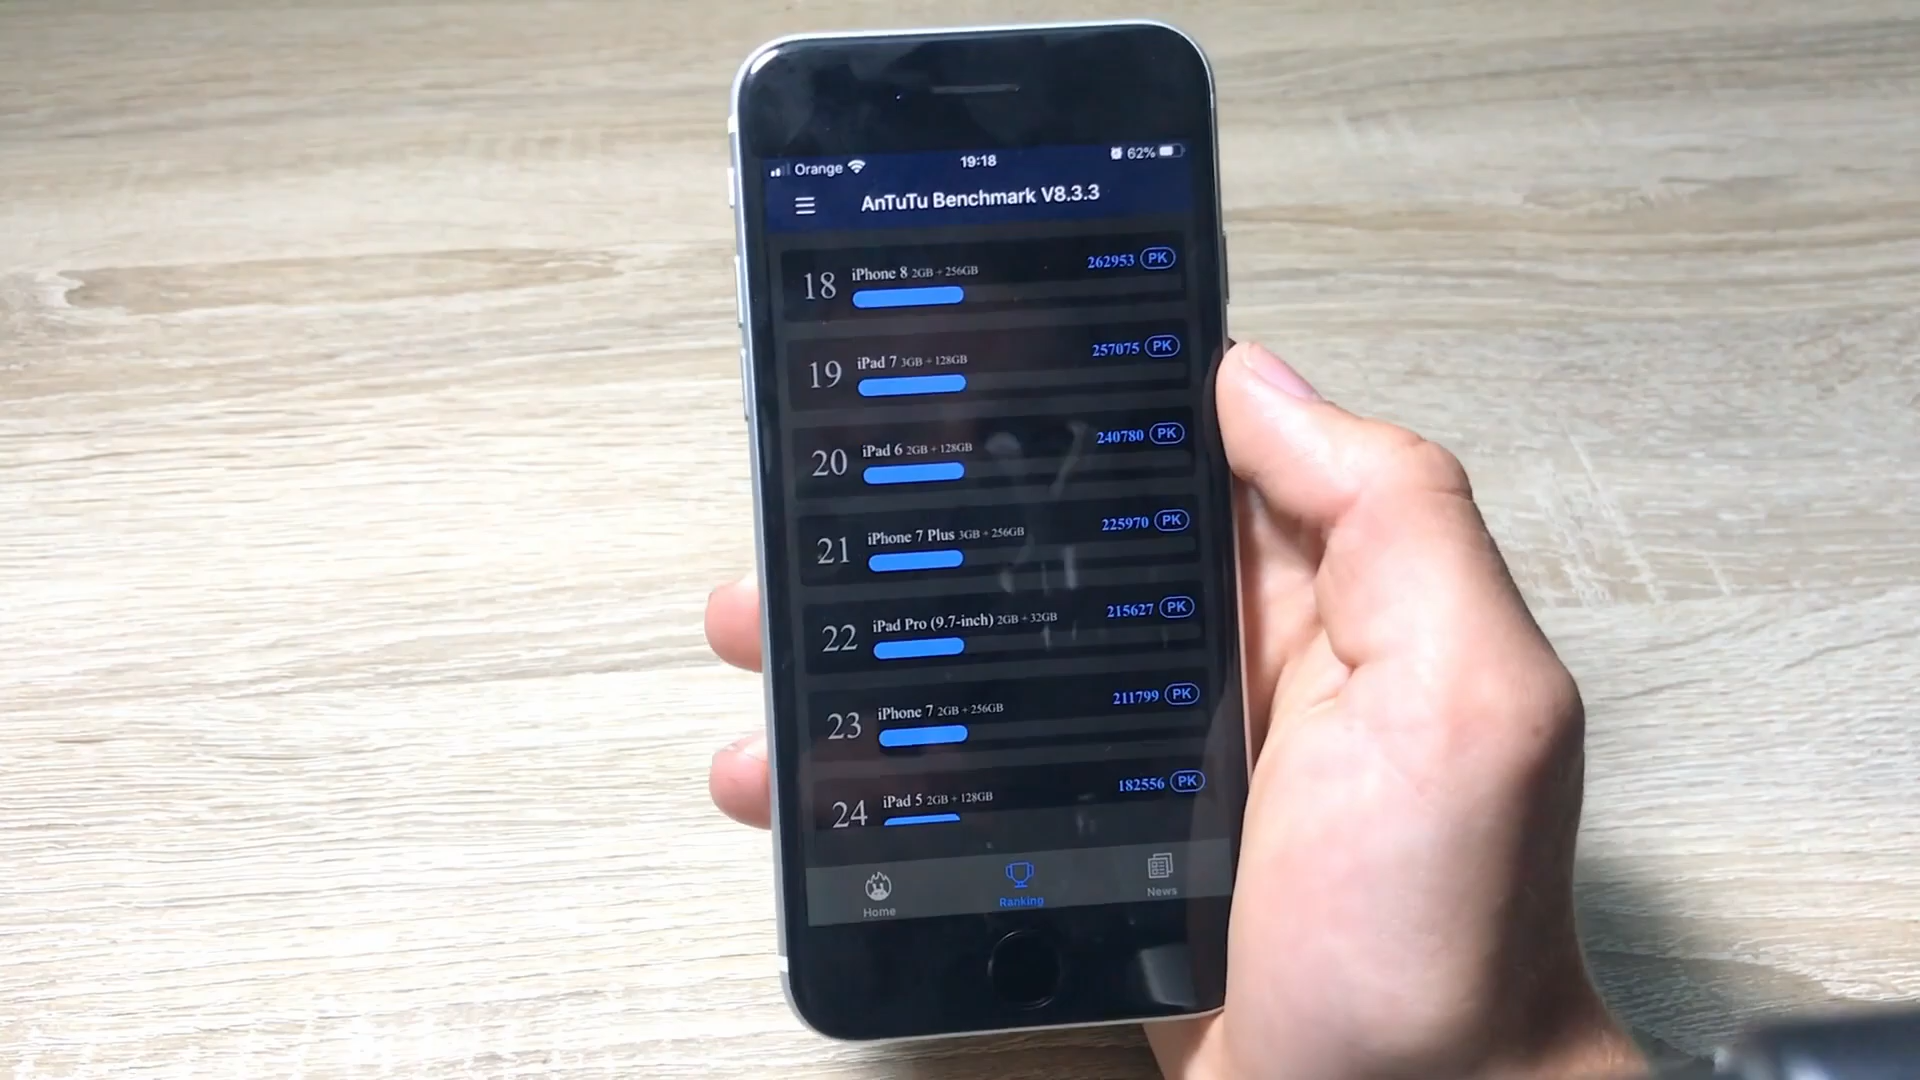 Orange 19:18 62%
AnTuTu Benchmark V8.3.3
18 iPhone 8 2GB + 256GB 262953 PK
19 iPad 7 3GB + 128GB 257075 PK
20 iPad 6 2GB + 128GB 240780 PK
21 iPhone 7 Plus 3GB + 256GB 225970 PK
22 iPad Pro (9.7-inch) 2GB + 32GB 215627 PK
23 iPhone 7 2GB + 256GB 211799 PK
24 iPad 5 2GB + 128GB 182556 PK
Home Ranking News